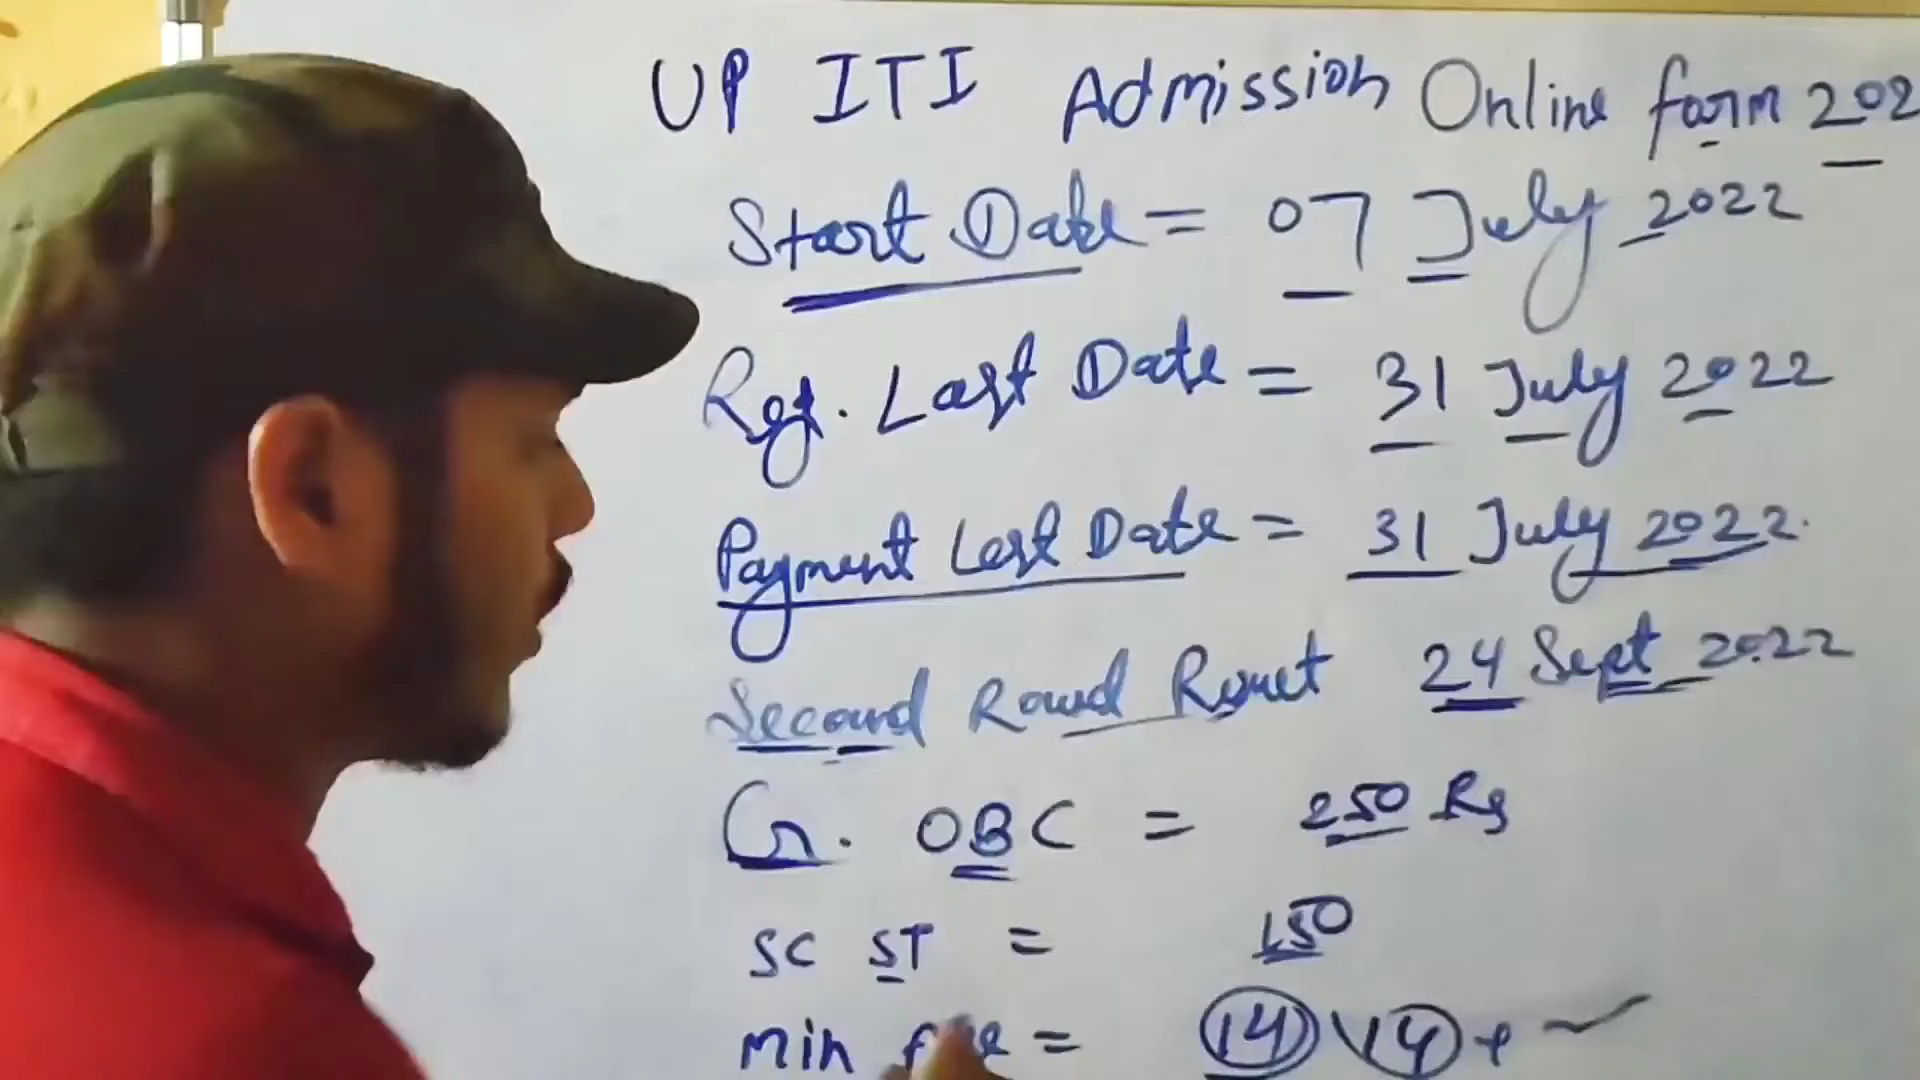 UP ITI Admission Online form 202
Start Date = 07 July 2022
Reg. Last Date = 31 July 2022
Payment Last Date = 31 July 2022.
Second Round Result 24 Sept 2022
Gn. OBC = 250 Rs
SC ST = 150
min = 14 14+